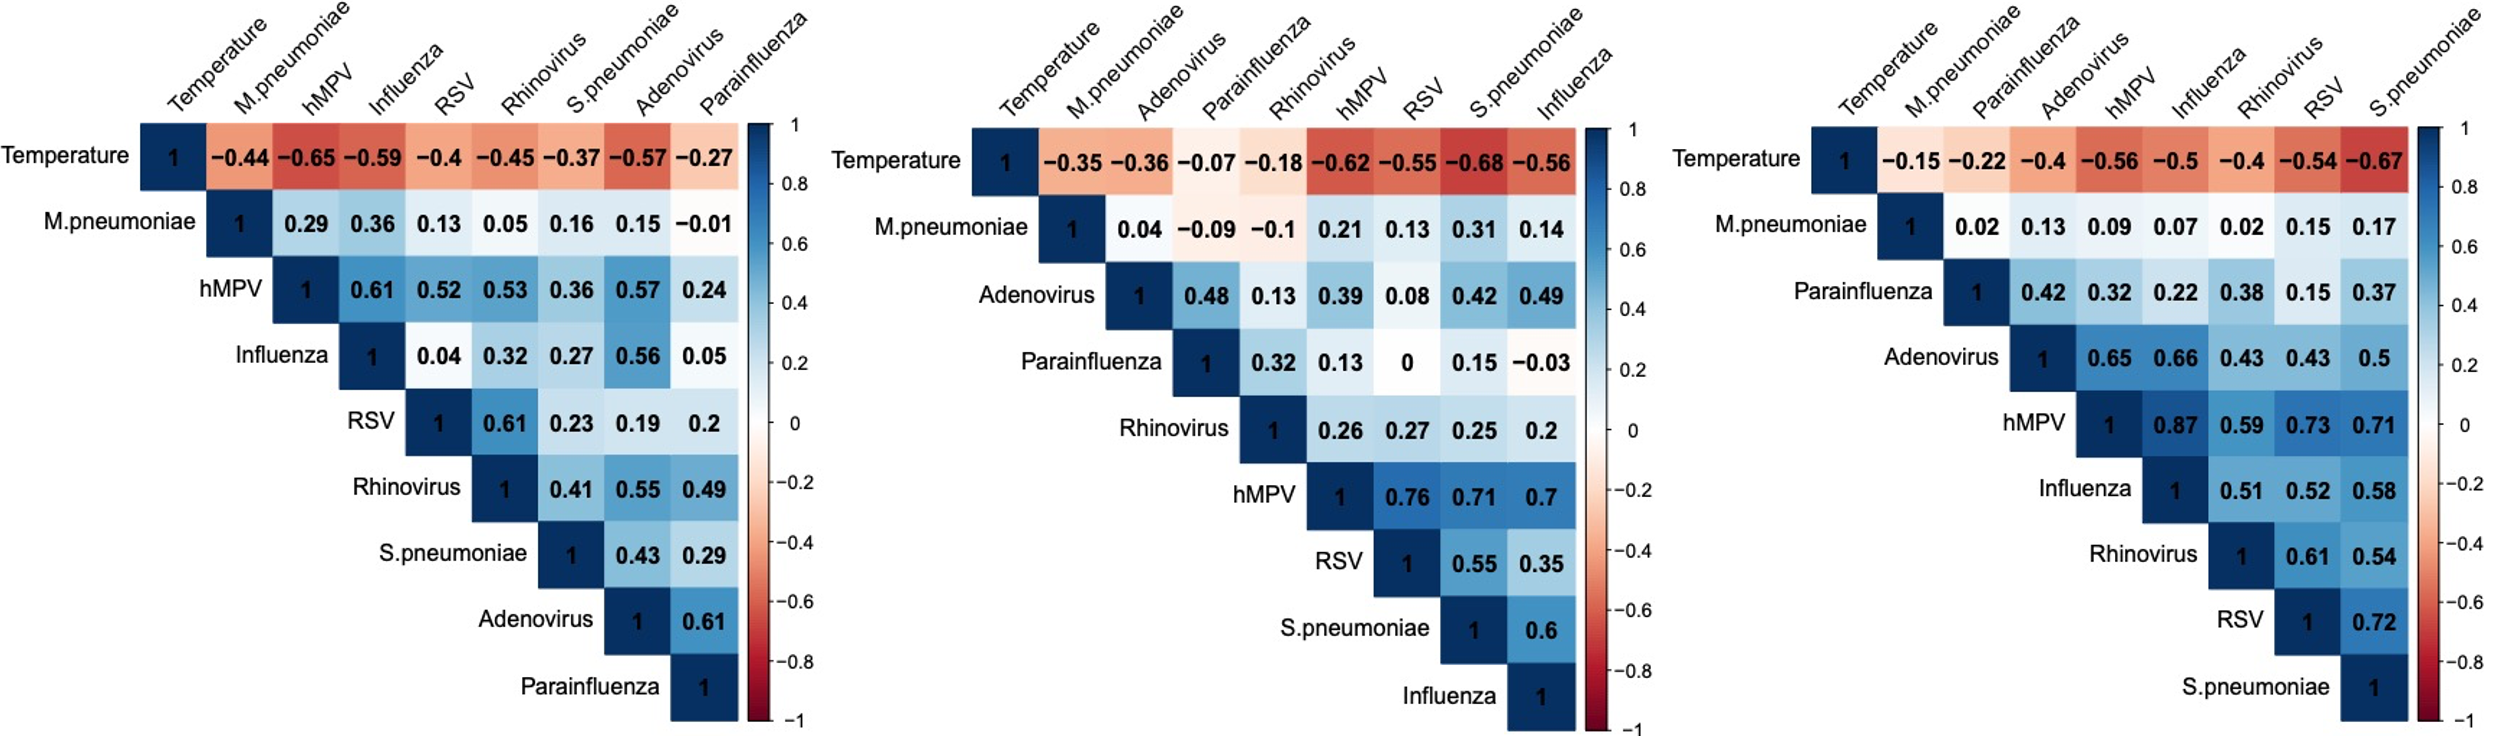 Temperature M.pneumoniae hMPV Influenza RSV Rhinovirus S.pneumoniae Adenovirus Parainfluenza
Temperature 1 −0.44 −0.65 −0.59 −0.4 −0.45 −0.37 −0.57 −0.27
M.pneumoniae 1 0.29 0.36 0.13 0.05 0.16 0.15 −0.01
hMPV 1 0.61 0.52 0.53 0.36 0.57 0.24
Influenza 1 0.04 0.32 0.27 0.56 0.05
RSV 1 0.61 0.23 0.19 0.2
Rhinovirus 1 0.41 0.55 0.49
S.pneumoniae 1 0.43 0.29
Adenovirus 1 0.61
Parainfluenza 1
1
0.8
0.6
0.4
0.2
0
−0.2
−0.4
−0.6
−0.8
−1
Temperature M.pneumoniae Adenovirus Parainfluenza Rhinovirus hMPV RSV S.pneumoniae Influenza
Temperature 1 −0.35 −0.36 −0.07 −0.18 −0.62 −0.55 −0.68 −0.56
M.pneumoniae 1 0.04 −0.09 −0.1 0.21 0.13 0.31 0.14
Adenovirus 1 0.48 0.13 0.39 0.08 0.42 0.49
Parainfluenza 1 0.32 0.13 0 0.15 −0.03
Rhinovirus 1 0.26 0.27 0.25 0.2
hMPV 1 0.76 0.71 0.7
RSV 1 0.55 0.35
S.pneumoniae 1 0.6
Influenza 1
1
0.8
0.6
0.4
0.2
0
−0.2
−0.4
−0.6
−0.8
−1
Temperature M.pneumoniae Parainfluenza Adenovirus hMPV Influenza Rhinovirus RSV S.pneumoniae
Temperature 1 −0.15 −0.22 −0.4 −0.56 −0.5 −0.4 −0.54 −0.67
M.pneumoniae 1 0.02 0.13 0.09 0.07 0.02 0.15 0.17
Parainfluenza 1 0.42 0.32 0.22 0.38 0.15 0.37
Adenovirus 1 0.65 0.66 0.43 0.43 0.5
hMPV 1 0.87 0.59 0.73 0.71
Influenza 1 0.51 0.52 0.58
Rhinovirus 1 0.61 0.54
RSV 1 0.72
S.pneumoniae 1
1
0.8
0.6
0.4
0.2
0
−0.2
−0.4
−0.6
−0.8
−1